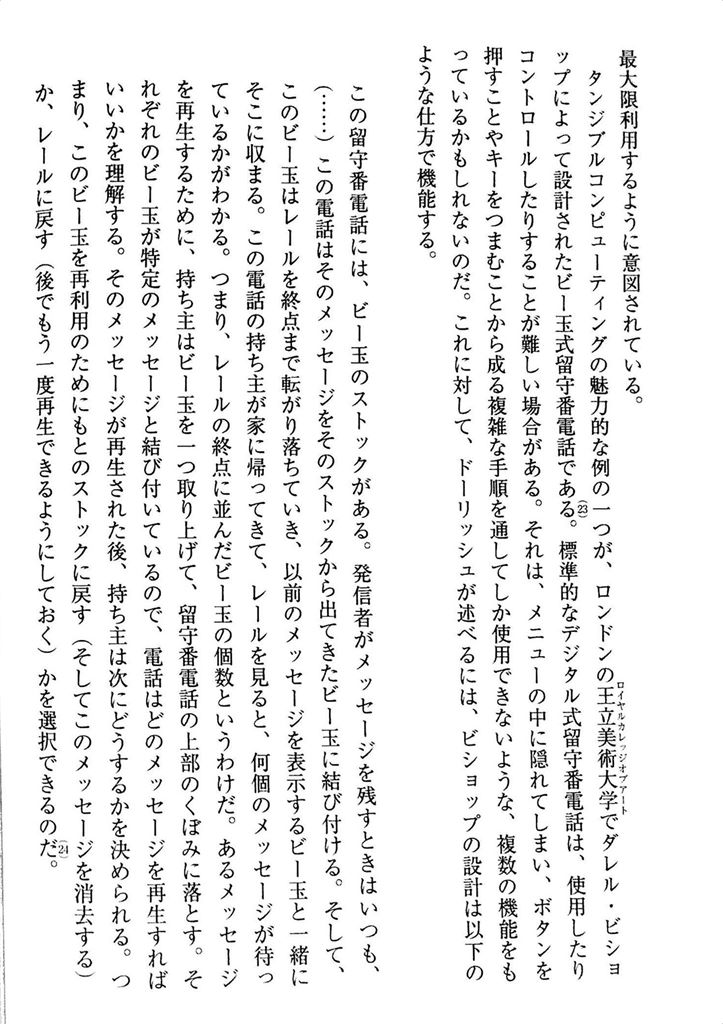 最大限利用するように意図されている。
タンジブルコンピューティングの魅力的な例の一つが、ロンドンの王立美術大学でダレル・ビショ
ロイヤルカレッジオブアート
ップによって設計されたビー玉式留守番電話である。(23)標準的なデジタル式留守番電話は、使用したり
コントロールしたりすることが難しい場合がある。それは、メニューの中に隠れてしまい、ボタンを
押すことやキーをつまむことから成る複雑な手順を通してしか使用できないような、複数の機能をも
っているかもしれないのだ。これに対して、ドーリッシュが述べるには、ビショップの設計は以下の
ような仕方で機能する。
この留守番電話には、ビー玉のストックがある。発信者がメッセージを残すときはいつも、
(……)この電話はそのメッセージをそのストックから出てきたビー玉に結び付ける。そして、
このビー玉はレールを終点まで転がり落ちていき、以前のメッセージを表示するビー玉と一緒に
そこに収まる。この電話の持ち主が家に帰ってきて、レールを見ると、何個のメッセージが待っ
ているかがわかる。つまり、レールの終点に並んだビー玉の個数というわけだ。あるメッセージ
を再生するために、持ち主はビー玉を一つ取り上げて、留守番電話の上部のくぼみに落とす。そ
れぞれのビー玉が特定のメッセージと結び付いているので、電話はどのメッセージを再生すれば
いいかを理解する。そのメッセージが再生された後、持ち主は次にどうするかを決められる。つ
まり、このビー玉を再利用のためにもとのストックに戻す(そしてこのメッセージを消去する)
か、レールに戻す(後でもう一度再生できるようにしておく)かを選択できるのだ。(24)